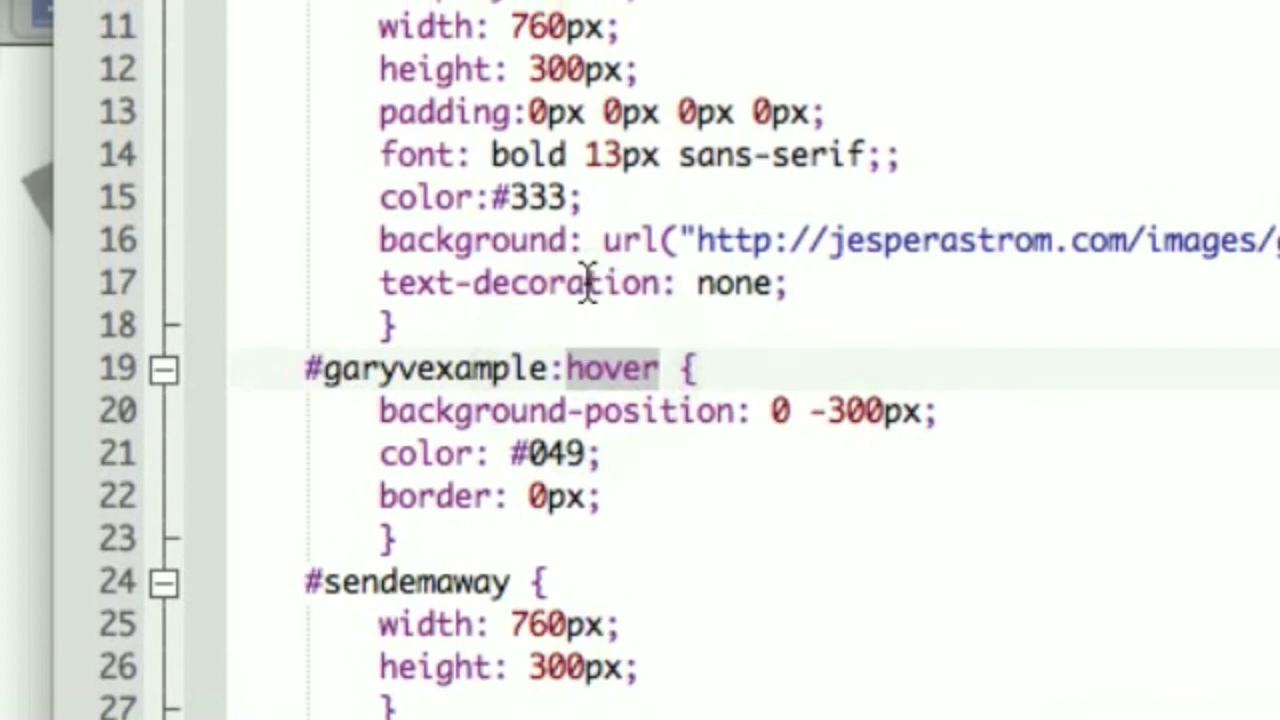 11 width: 760px;
12 height: 300px;
13 padding:0px 0px 0px 0px;
14 font: bold 13px sans-serif;;
15 color:#333;
16 background: url("http://jesperastrom.com/images/
17 text-decoration: none;
18 }
19 #garyvexample:hover {
20 background-position: 0 -300px;
21 color: #049;
22 border: 0px;
23 }
24 #sendemaway {
25 width: 760px;
26 height: 300px;
27 }